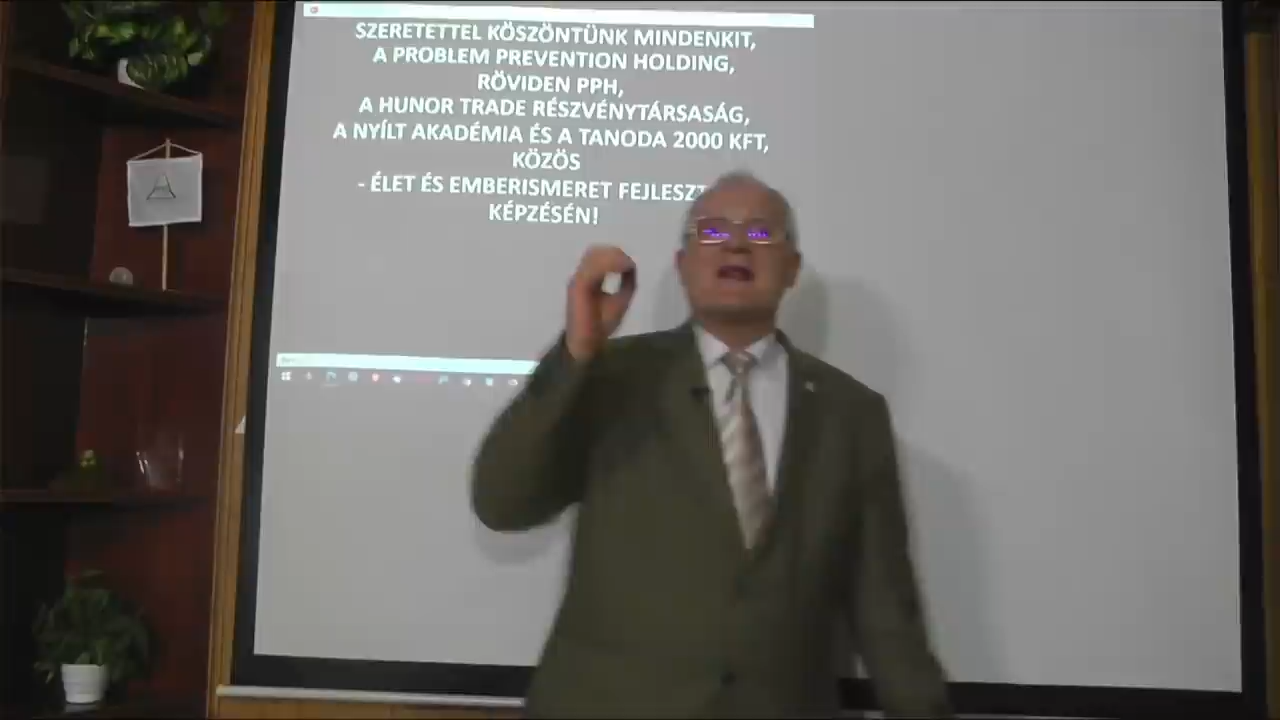 SZERETETTEL KÖSZÖNTÜNK MINDENKIT,
A PROBLEM PREVENTION HOLDING,
RÖVIDEN PPH,
A HUNOR TRADE RÉSZVÉNYTÁRSASÁG,
A NYÍLT AKADÉMIA ÉS A TANODA 2000 KFT,
KÖZÖS
- ÉLET ÉS EMBERISMERET
KÉPZÉSÉN!